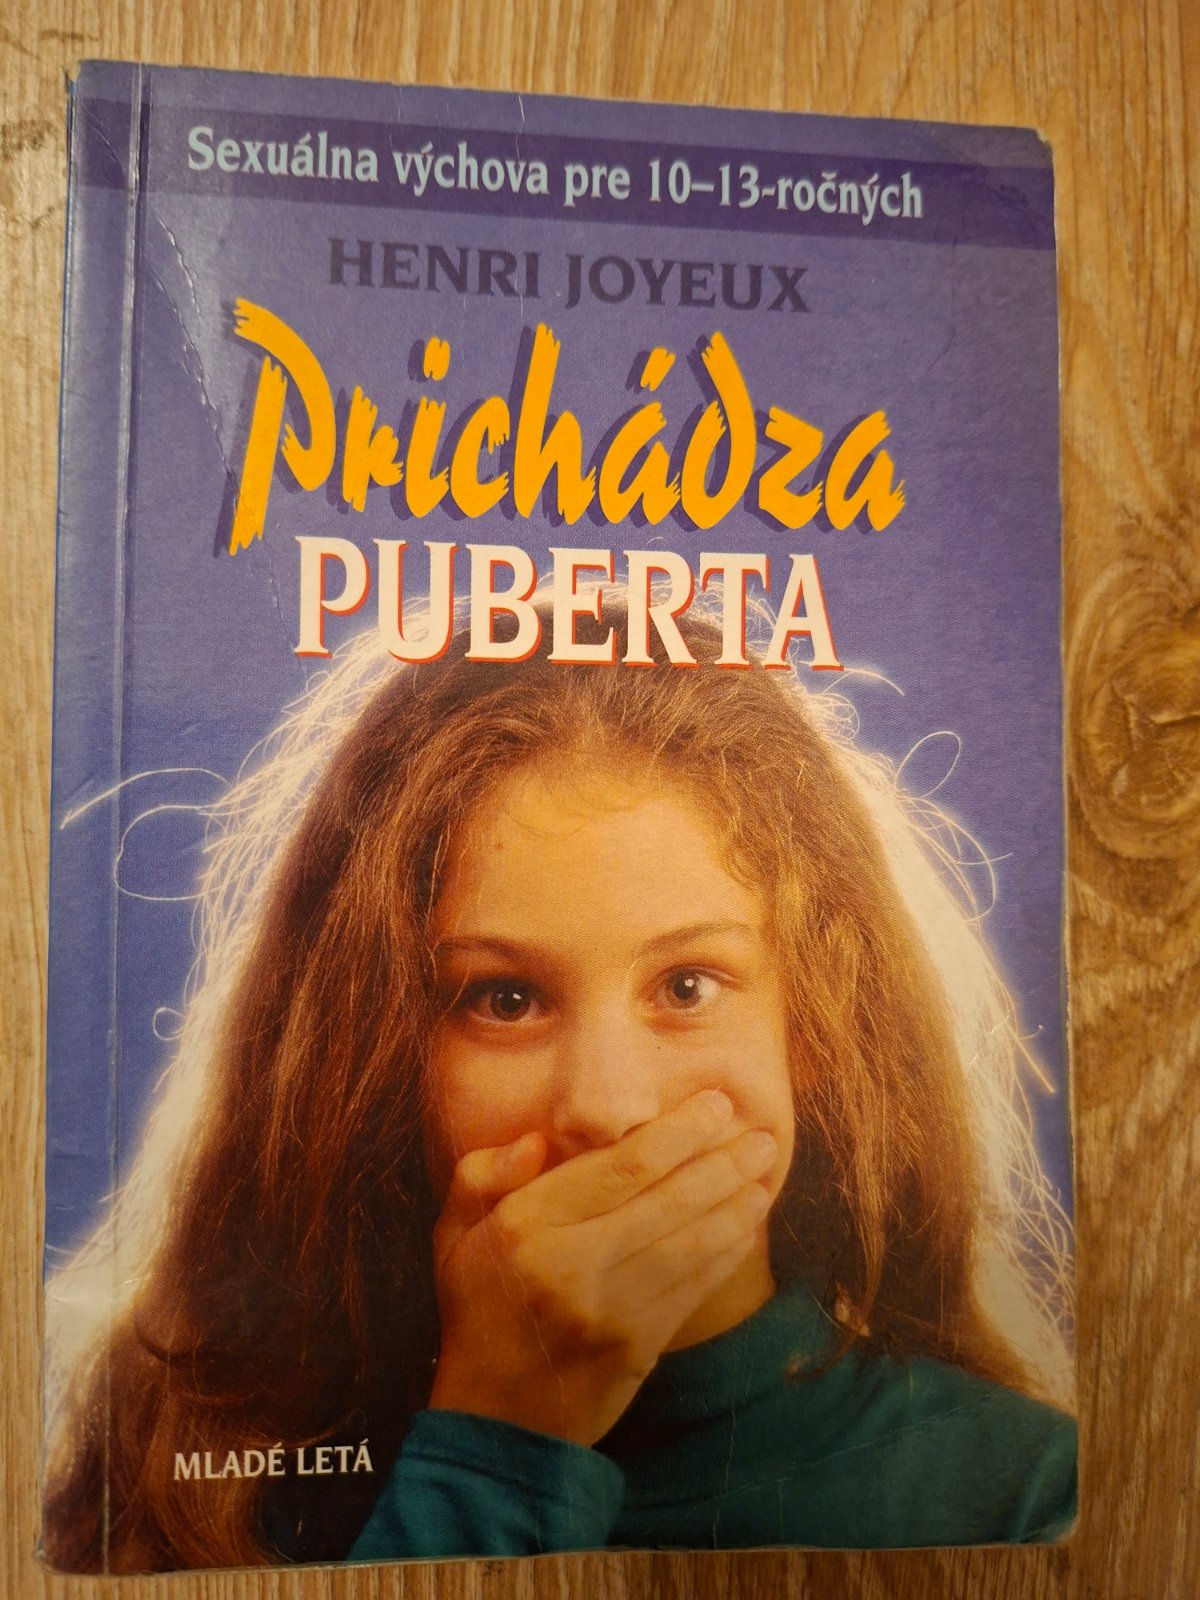 Sexuálna výchova pre 10–13-ročných
HENRI JOYEUX
Prichádza
PUBERTA
MLADÉ LETÁ